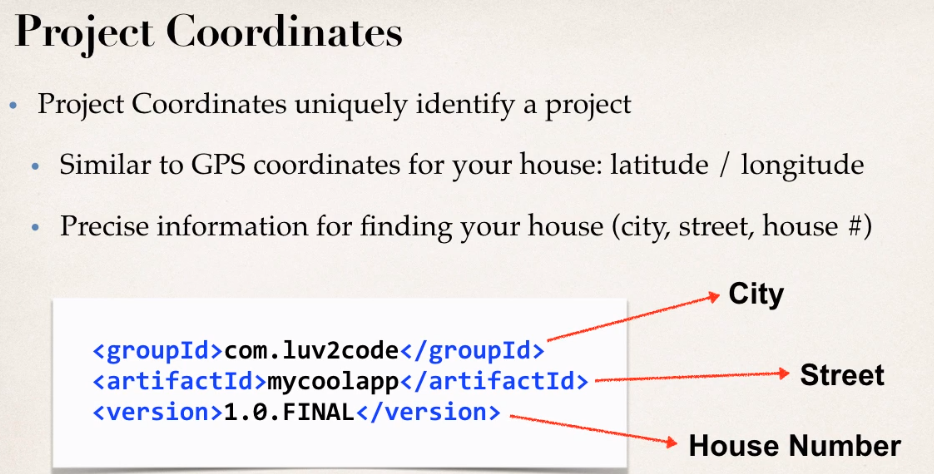 Project Coordinates
• Project Coordinates uniquely identify a project
• Similar to GPS coordinates for your house: latitude / longitude
• Precise information for finding your house (city, street, house #)
City
<groupId>com.luv2code</groupId>
<artifactId>mycoolapp</artifactId>
Street
<version>1.0.FINAL</version>
House Number